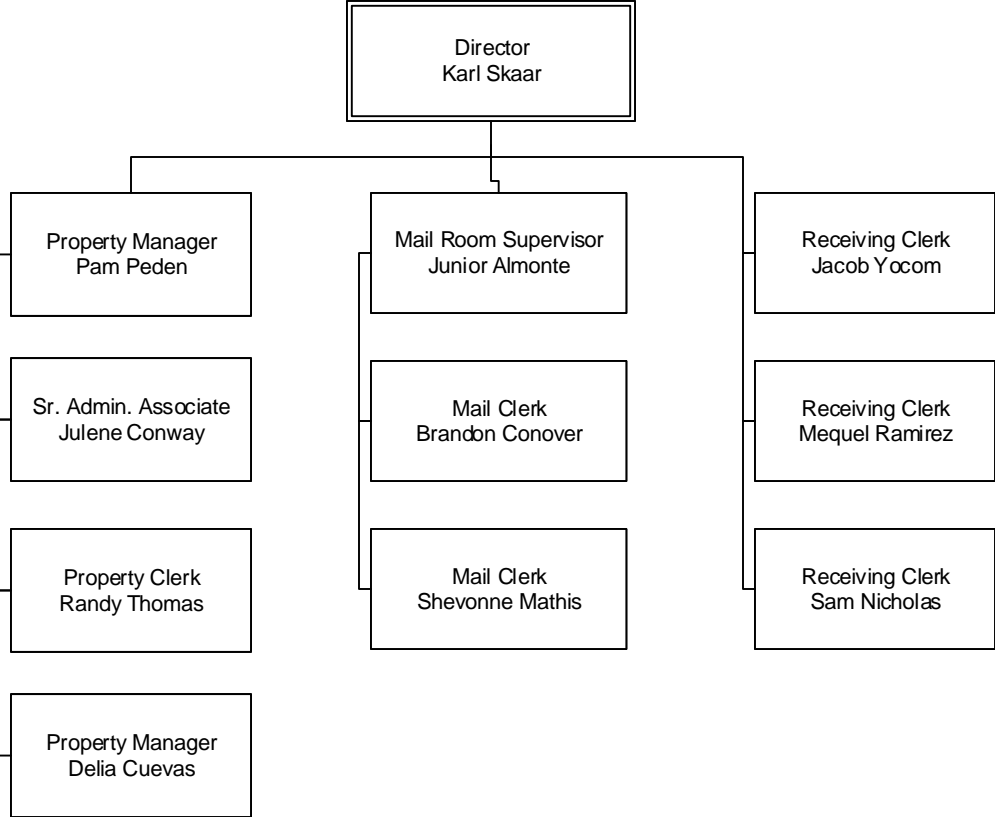 Director
Karl Skaar
Property Manager
Pam Peden
Mail Room Supervisor
Junior Almonte
Receiving Clerk
Jacob Yocom
Sr. Admin. Associate
Julene Conway
Mail Clerk
Brandon Conover
Receiving Clerk
Mequel Ramirez
Property Clerk
Randy Thomas
Mail Clerk
Shevonne Mathis
Receiving Clerk
Sam Nicholas
Property Manager
Delia Cuevas